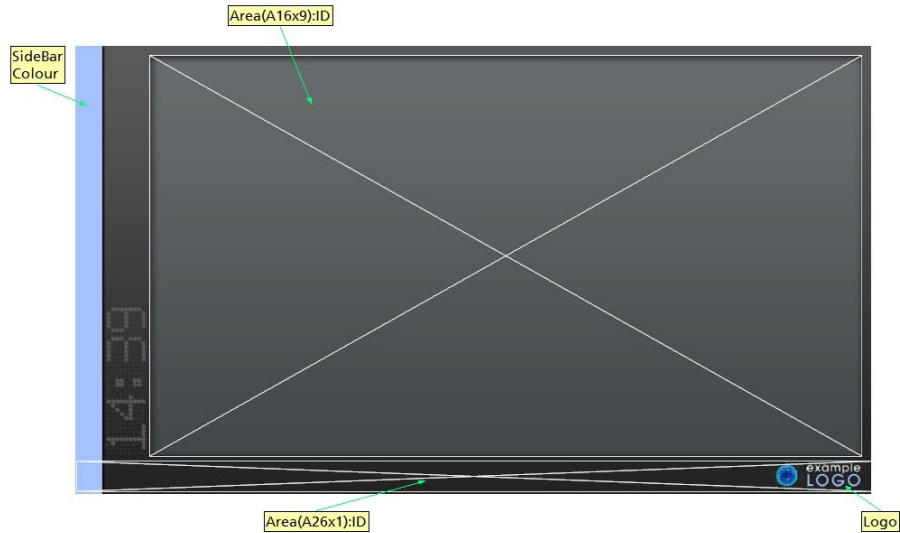 Area(A16x9):ID
SideBar
Colour
14:39
example
LOGO
Area(A26x1):ID
Logo